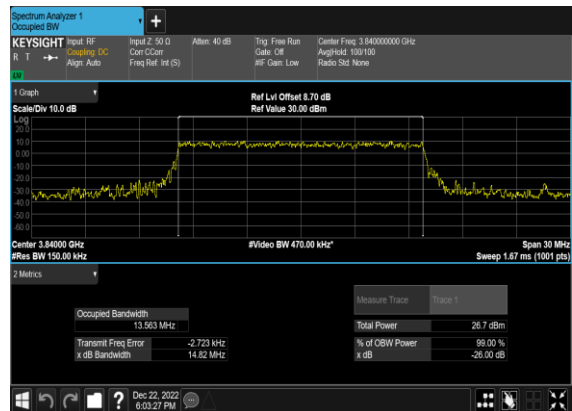 Spectrum Analyzer 1
Occupied BW
KEYSIGHT Input: RF Input Z: 50 Ω Atten: 40 dB Trig: Free Run Center Freq: 3.840000000 GHz
R T Coupling: DC Corr CCorr Gate: Off Avg|Hold: 100/100
Align: Auto Freq Ref: Int (S) #IF Gain: Low Radio Std: None
1 Graph
Ref Lvl Offset 8.70 dB
Scale/Div 10.0 dB Ref Value 30.00 dBm
Log
20.0
10.0
0.00
-10.0
-20.0
-30.0
-40.0
-50.0
-60.0
Center 3.84000 GHz #Video BW 470.00 kHz* Span 30 MHz
#Res BW 150.00 kHz Sweep 1.67 ms (1001 pts)
2 Metrics
Measure Trace Trace 1
Occupied Bandwidth
13.563 MHz Total Power 26.7 dBm
Transmit Freq Error -2.723 kHz % of OBW Power 99.00 %
x dB Bandwidth 14.82 MHz x dB -26.00 dB
? Dec 22, 2022
6:03:27 PM